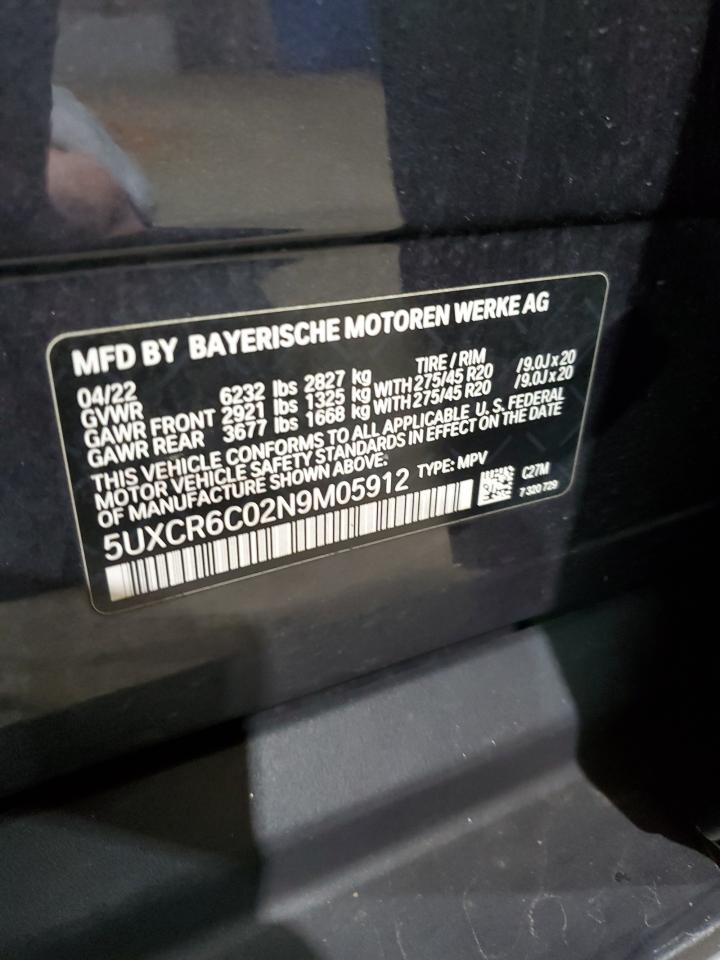 MFD BY BAYERISCHE MOTOREN WERKE AG
04/22 TIRE / RIM
GVWR 6232 lbs 2827 kg
GAWR FRONT 2921 lbs 1325 kg WITH 275/45 R20 /9.0J x 20
GAWR REAR 3677 lbs 1668 kg WITH 275/45 R20 /9.0J x 20
THIS VEHICLE CONFORMS TO ALL APPLICABLE U. S. FEDERAL
MOTOR VEHICLE SAFETY STANDARDS IN EFFECT ON THE DATE
OF MANUFACTURE SHOWN ABOVE.
5UXCR6C02N9M05912 TYPE: MPV
C27M
7 320 729